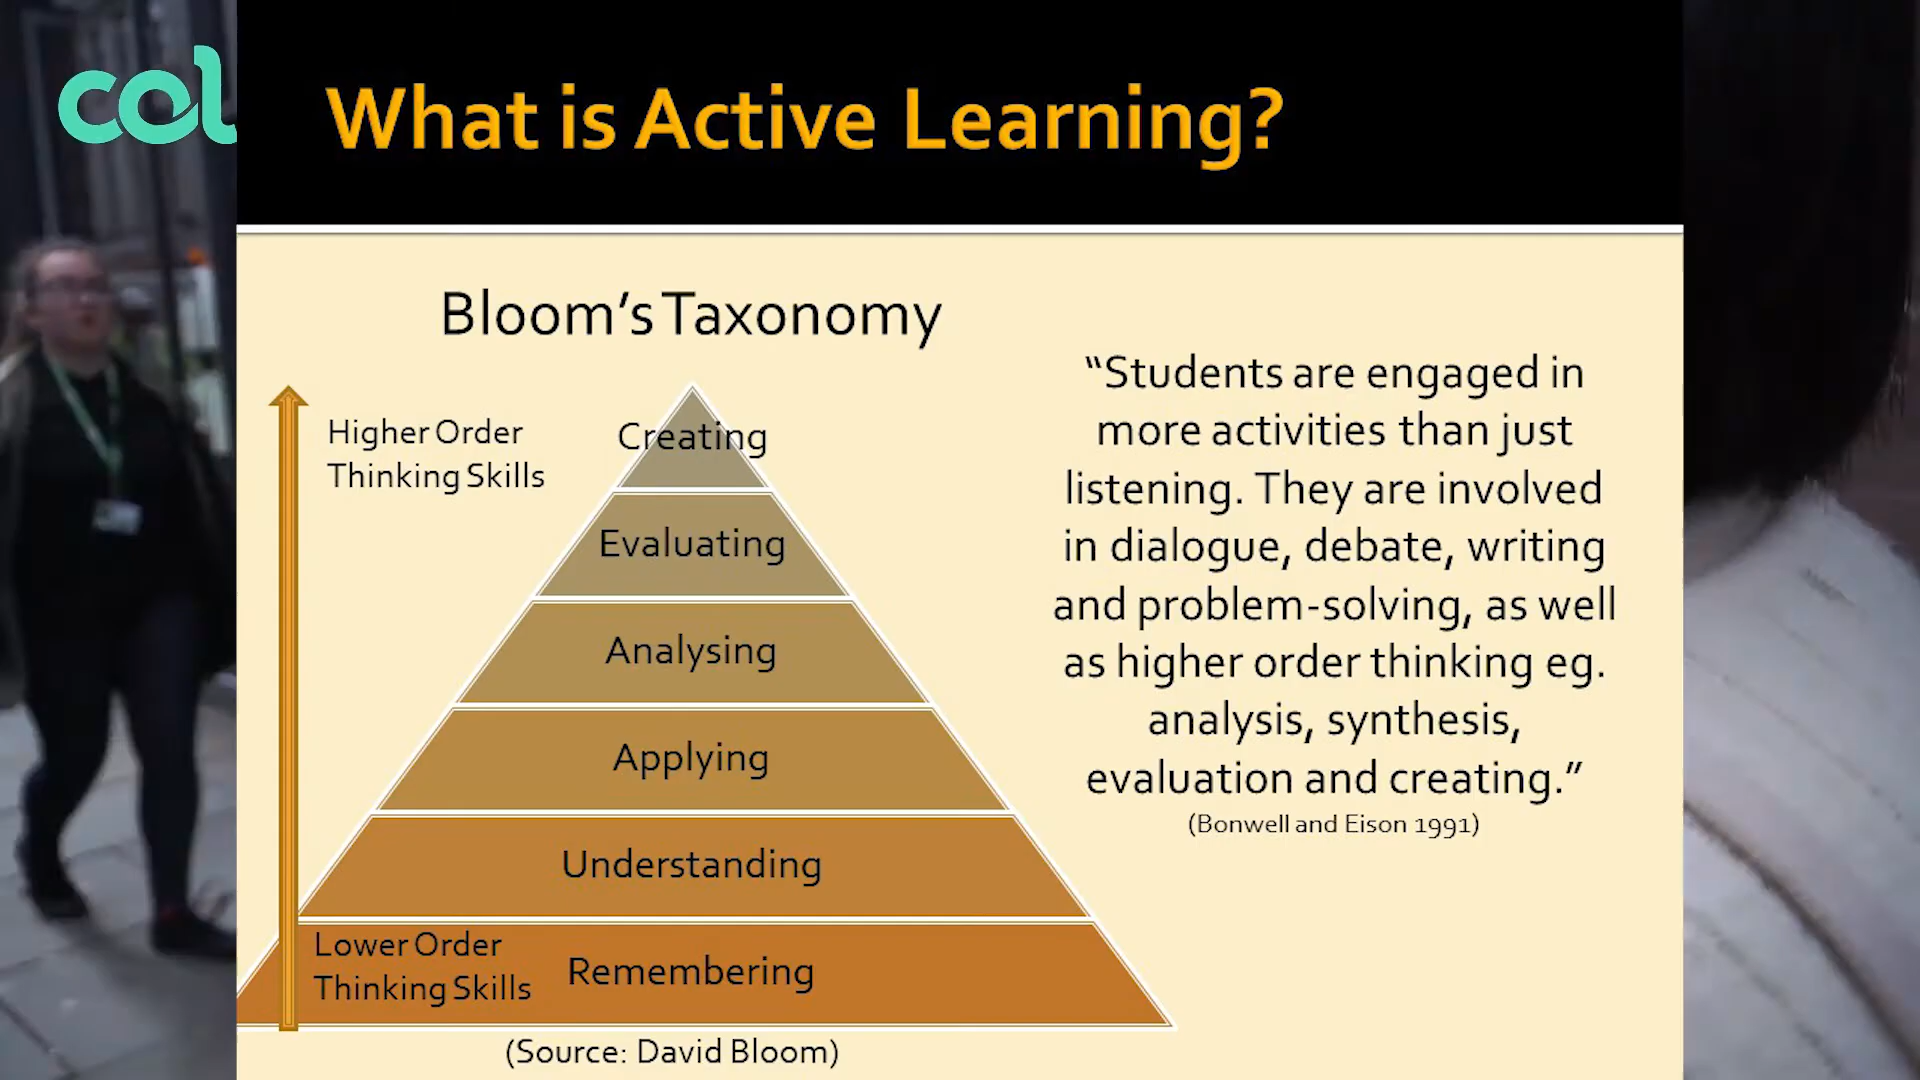 col
What is Active Learning?
Bloom's Taxonomy
Higher Order
Thinking Skills
Creating
Evaluating
Analysing
Applying
Understanding
Lower Order
Thinking Skills
Remembering
(Source: David Bloom)
“Students are engaged in
more activities than just
listening. They are involved
in dialogue, debate, writing
and problem-solving, as well
as higher order thinking eg.
analysis, synthesis,
evaluation and creating.”
(Bonwell and Eison 1991)